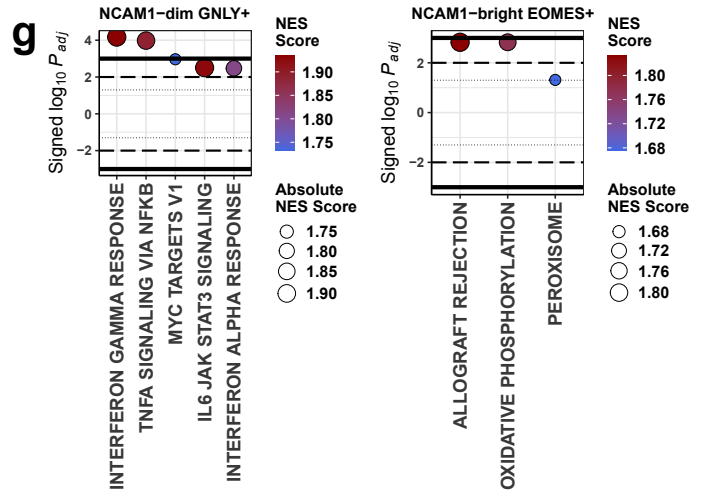 g
NCAM1−dim GNLY+
Signed log10 Padj
4
2
0
−2
INTERFERON GAMMA RESPONSE
TNFA SIGNALING VIA NFKB
MYC TARGETS V1
IL6 JAK STAT3 SIGNALING
INTERFERON ALPHA RESPONSE
NES
Score
1.90
1.85
1.80
1.75
Absolute
NES Score
1.75
1.80
1.85
1.90
NCAM1−bright EOMES+
Signed log10 Padj
2
0
−2
ALLOGRAFT REJECTION
OXIDATIVE PHOSPHORYLATION
PEROXISOME
NES
Score
1.80
1.76
1.72
1.68
Absolute
NES Score
1.68
1.72
1.76
1.80